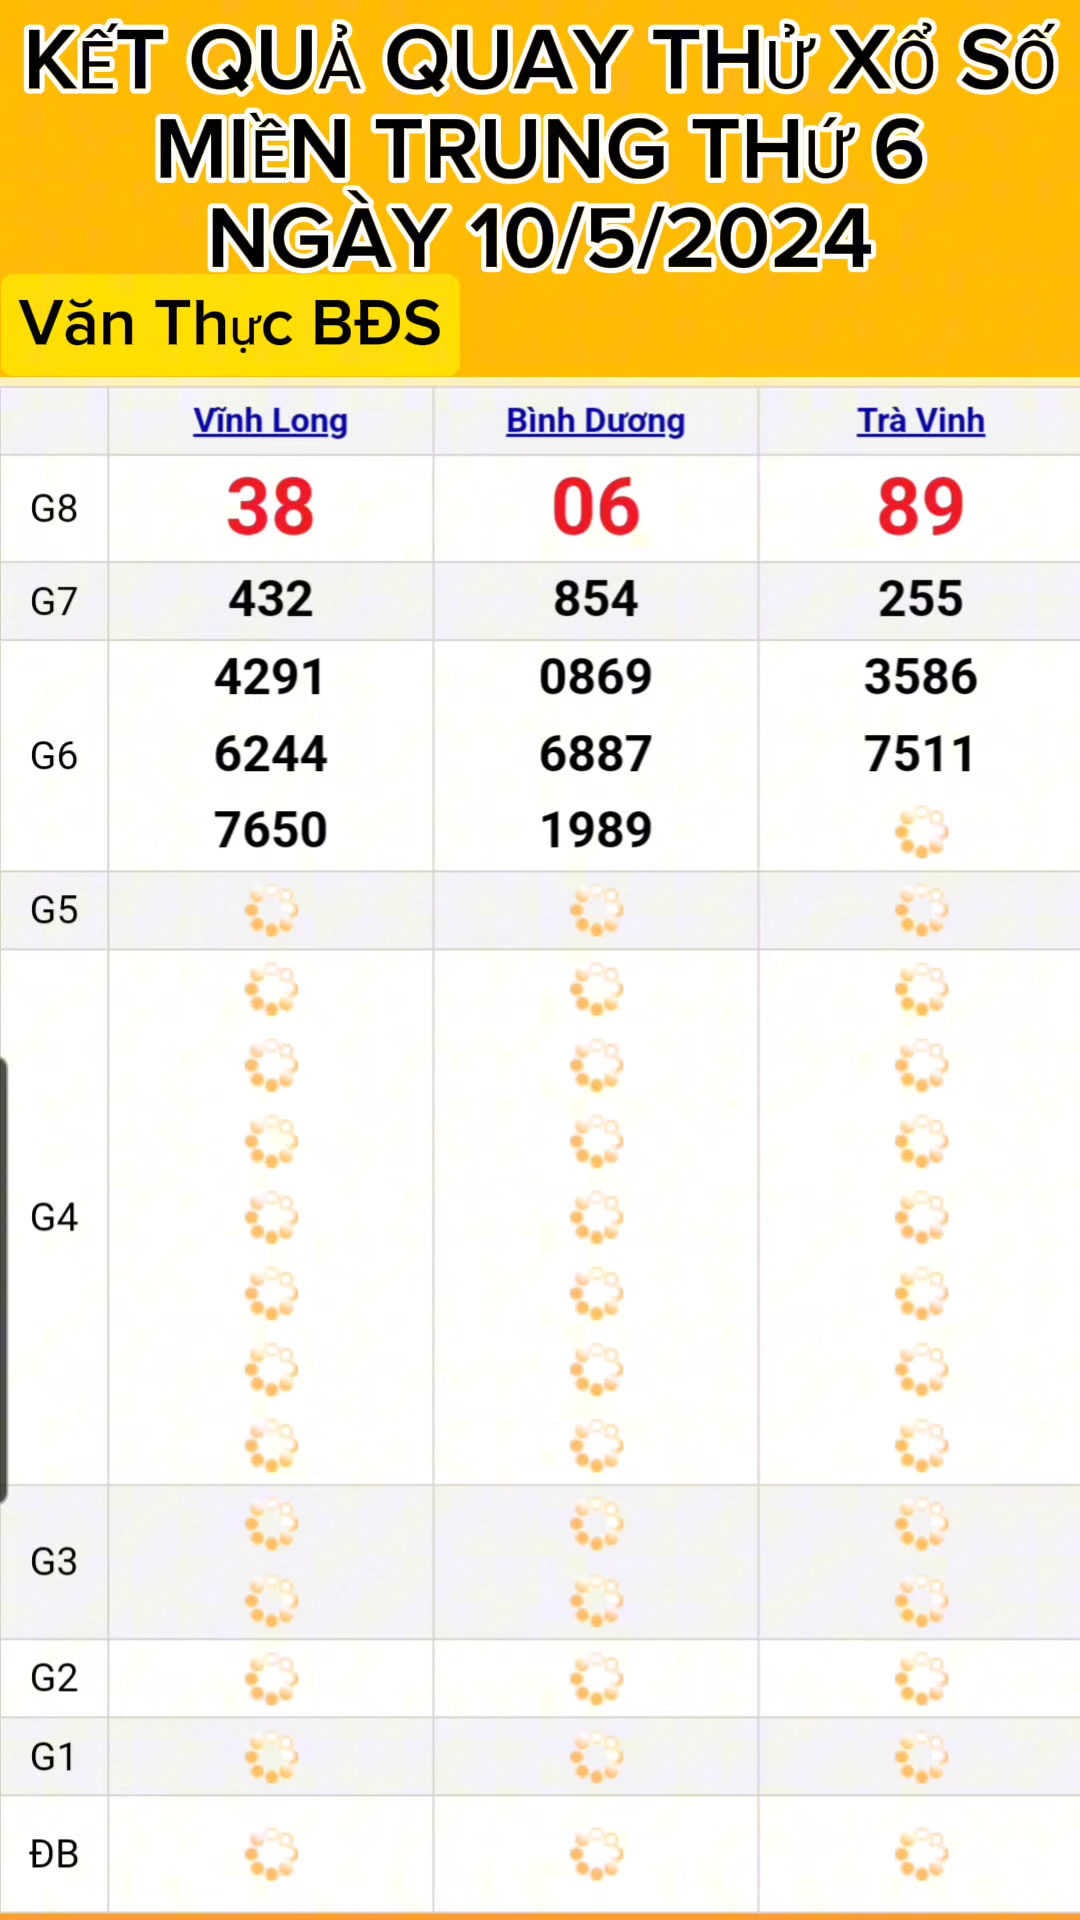 KẾT QUẢ QUAY THỬ XỔ SỐ
MIỀN TRUNG THỨ 6
NGÀY 10/5/2024
Văn Thực BĐS
Vĩnh Long Bình Dương Trà Vinh
G8 38 06 89
G7 432 854 255
4291 0869 3586
G6 6244 6887 7511
7650 1989
G5
G4
G3
G2
G1
ĐB